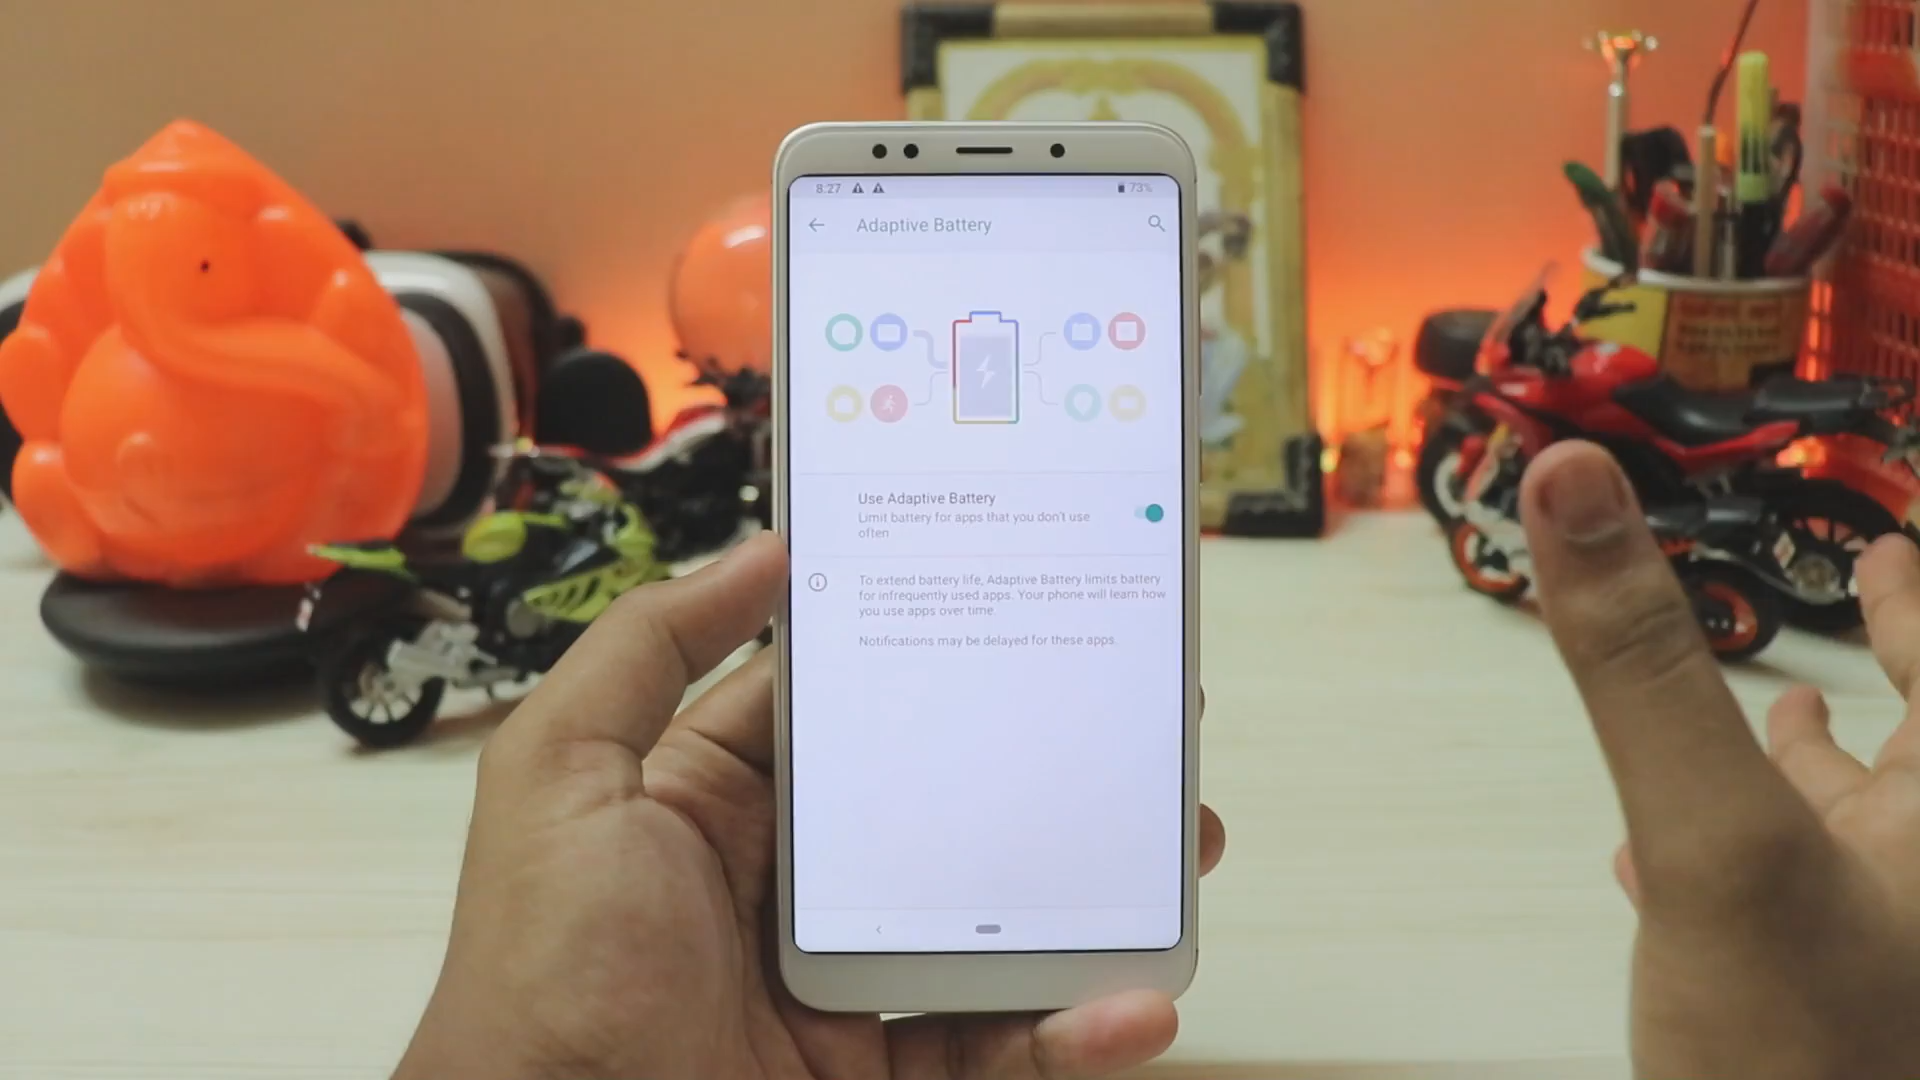 8:27
73%
Adaptive Battery
Use Adaptive Battery
Limit battery for apps that you don't use
often
To extend battery life, Adaptive Battery limits battery
for infrequently used apps. Your phone will learn how
you use apps over time.
Notifications may be delayed for these apps.